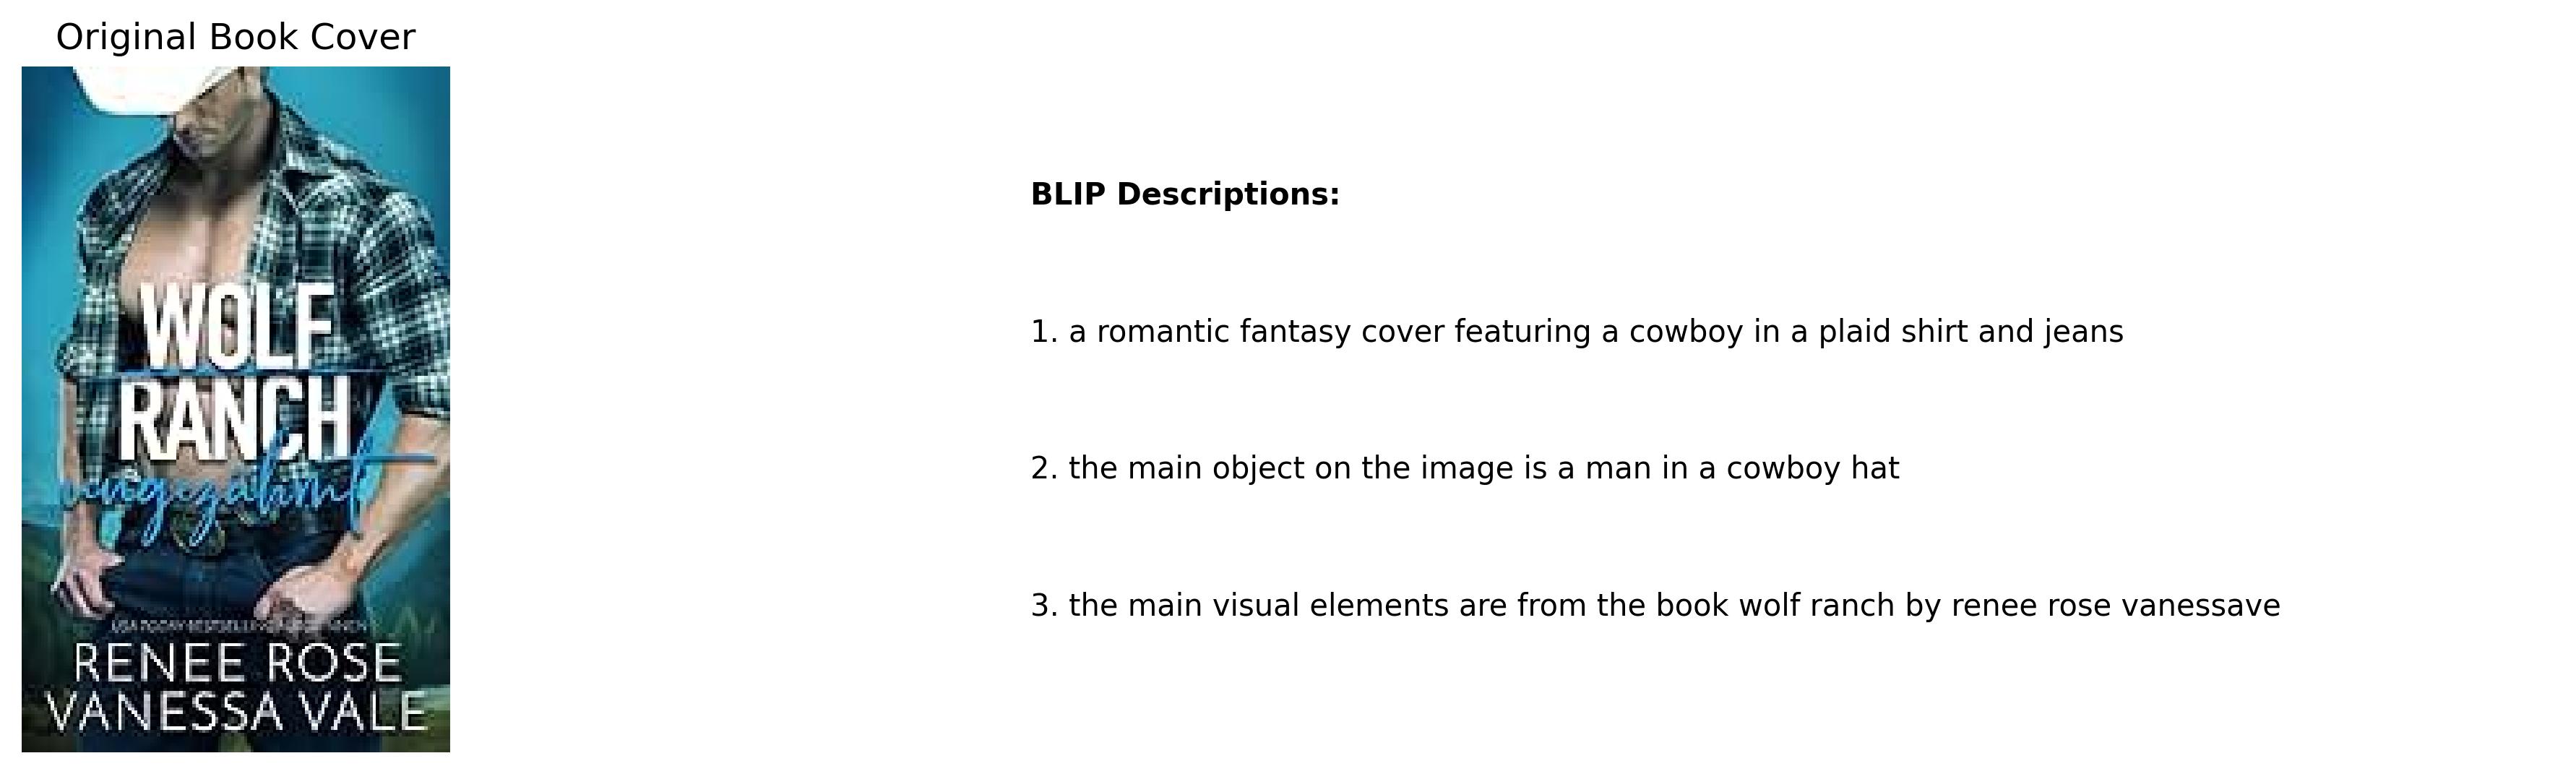 Original Book Cover
WOLF
RANCH
ungezähmt
USA TODAY BESTSELLING
RENEE ROSE
VANESSA VALE
BLIP Descriptions:
1. a romantic fantasy cover featuring a cowboy in a plaid shirt and jeans
2. the main object on the image is a man in a cowboy hat
3. the main visual elements are from the book wolf ranch by renee rose vanessave